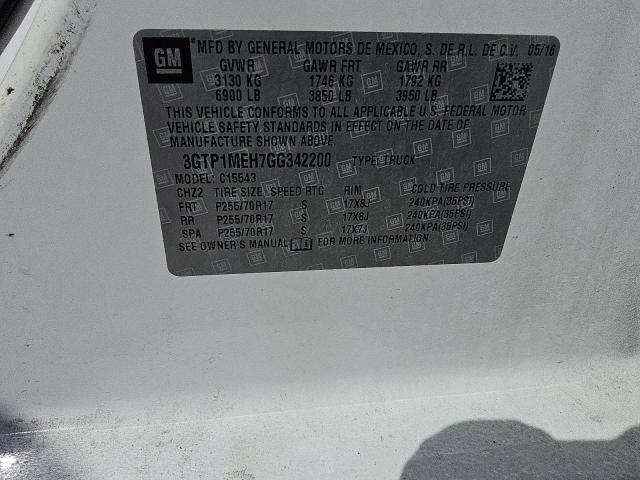 GM MFD BY GENERAL MOTORS DE MEXICO, S. DE R.L. DE C.V. 05/16
GVWR GAWR FRT GAWR RR
3130 KG 1746 KG 1792 KG
6900 LB 3850 LB 3950 LB
THIS VEHICLE CONFORMS TO ALL APPLICABLE U.S. FEDERAL MOTOR
VEHICLE SAFETY STANDARDS IN EFFECT ON THE DATE OF
MANUFACTURE SHOWN ABOVE.
3GTP1MEH7GG342200 TYPE: TRUCK
MODEL: C15543
CHZ2 TIRE SIZE SPEED RTG RIM COLD TIRE PRESSURE
FRT P255/70R17 S 17X8J 240KPA(35PSI)
RR P255/70R17 S 17X8J 240KPA(35PSI)
SPA P255/70R17 S 17X7J 240KPA(35PSI)
SEE OWNER'S MANUAL FOR MORE INFORMATION.